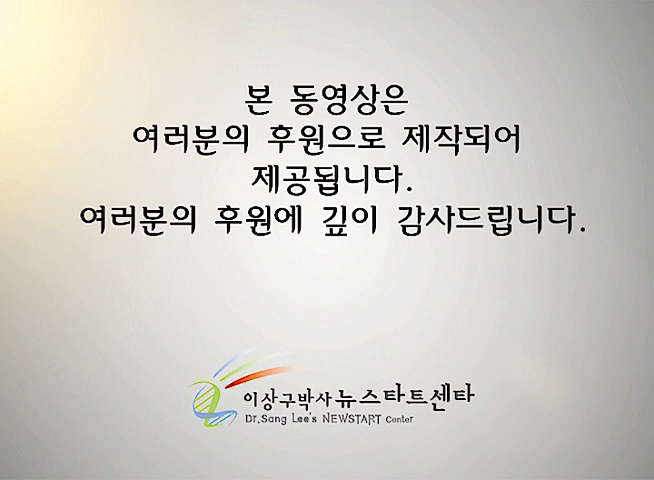 본 동영상은
여러분의 후원으로 제작되어
제공됩니다.
여러분의 후원에 깊이 감사드립니다.
이상구박사 뉴스타트센타
Dr.Sang Lee's NEWSTART Center